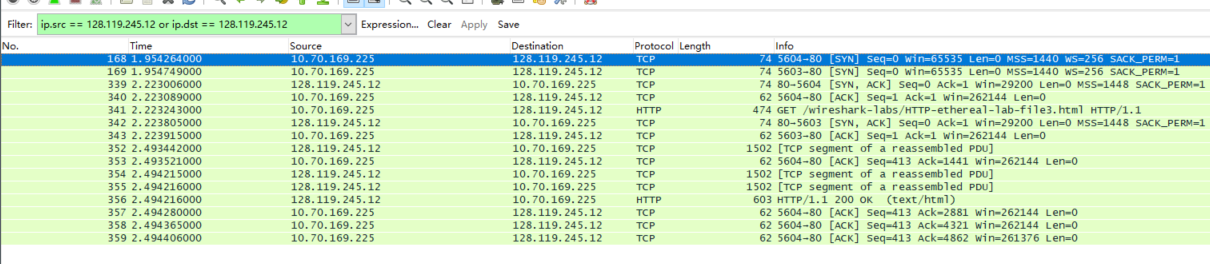 Filter: ip.src == 128.119.245.12 or ip.dst == 128.119.245.12 Expression... Clear Apply Save
No. Time Source Destination Protocol Length Info
168 1.954264000 10.70.169.225 128.119.245.12 TCP 74 5604→80 [SYN] Seq=0 Win=65535 Len=0 MSS=1440 WS=256 SACK_PERM=1
169 1.954749000 10.70.169.225 128.119.245.12 TCP 74 5603→80 [SYN] Seq=0 Win=65535 Len=0 MSS=1440 WS=256 SACK_PERM=1
339 2.223006000 128.119.245.12 10.70.169.225 TCP 74 80→5604 [SYN, ACK] Seq=0 Ack=1 Win=29200 Len=0 MSS=1448 SACK_PERM=1
340 2.223089000 10.70.169.225 128.119.245.12 TCP 62 5604→80 [ACK] Seq=1 Ack=1 Win=262144 Len=0
341 2.223243000 10.70.169.225 128.119.245.12 HTTP 474 GET /wireshark-labs/HTTP-ethereal-lab-file3.html HTTP/1.1
342 2.223805000 128.119.245.12 10.70.169.225 TCP 74 80→5603 [SYN, ACK] Seq=0 Ack=1 Win=29200 Len=0 MSS=1448 SACK_PERM=1
343 2.223915000 10.70.169.225 128.119.245.12 TCP 62 5603→80 [ACK] Seq=1 Ack=1 Win=262144 Len=0
352 2.493442000 128.119.245.12 10.70.169.225 TCP 1502 [TCP segment of a reassembled PDU]
353 2.493521000 10.70.169.225 128.119.245.12 TCP 62 5604→80 [ACK] Seq=413 Ack=1441 Win=262144 Len=0
354 2.494215000 128.119.245.12 10.70.169.225 TCP 1502 [TCP segment of a reassembled PDU]
355 2.494216000 128.119.245.12 10.70.169.225 TCP 1502 [TCP segment of a reassembled PDU]
356 2.494216000 128.119.245.12 10.70.169.225 HTTP 603 HTTP/1.1 200 OK (text/html)
357 2.494280000 10.70.169.225 128.119.245.12 TCP 62 5604→80 [ACK] Seq=413 Ack=2881 Win=262144 Len=0
358 2.494365000 10.70.169.225 128.119.245.12 TCP 62 5604→80 [ACK] Seq=413 Ack=4321 Win=262144 Len=0
359 2.494406000 10.70.169.225 128.119.245.12 TCP 62 5604→80 [ACK] Seq=413 Ack=4862 Win=261376 Len=0